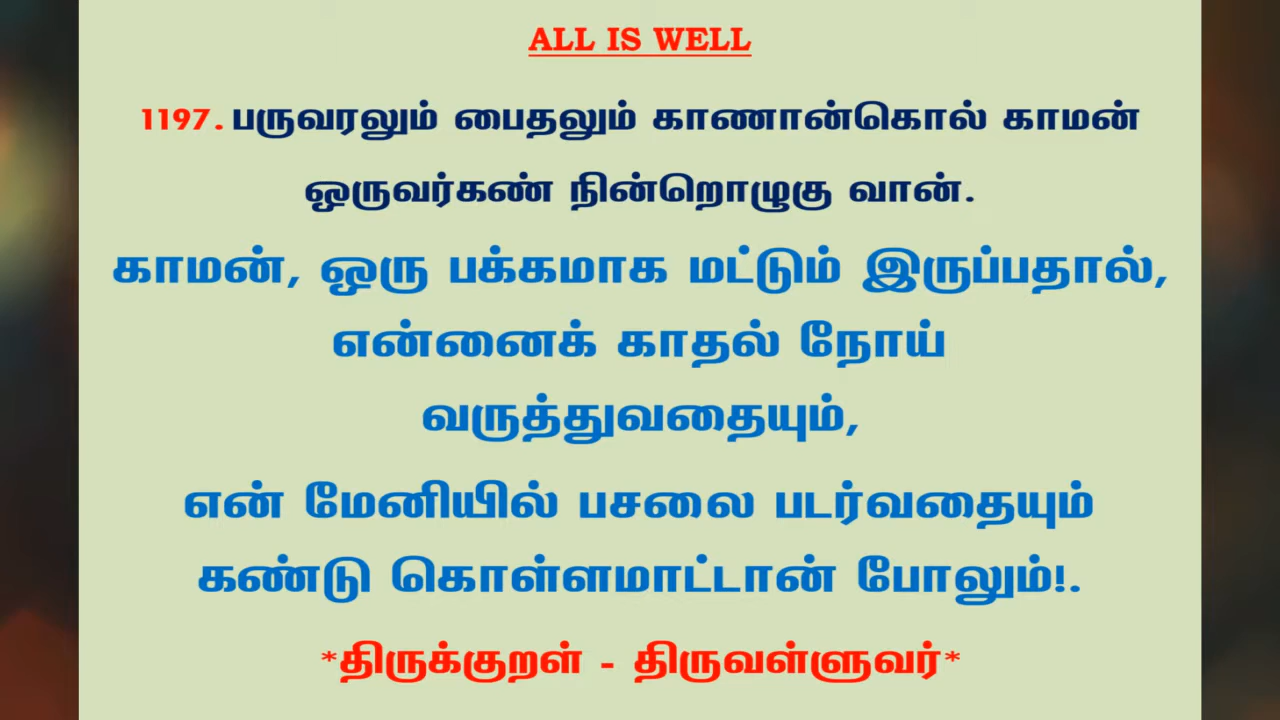 ALL IS WELL
1197. பருவரலும் பைதலும் காணான்கொல் காமன்
ஒருவர்கண் நின்றொழுகு வான்.
காமன், ஒரு பக்கமாக மட்டும் இருப்பதால்,
என்னைக் காதல் நோய்
வருத்துவதையும்,
என் மேனியில் பசலை படர்வதையும்
கண்டு கொள்ளமாட்டான் போலும்!.
*திருக்குறள் - திருவள்ளுவர்*